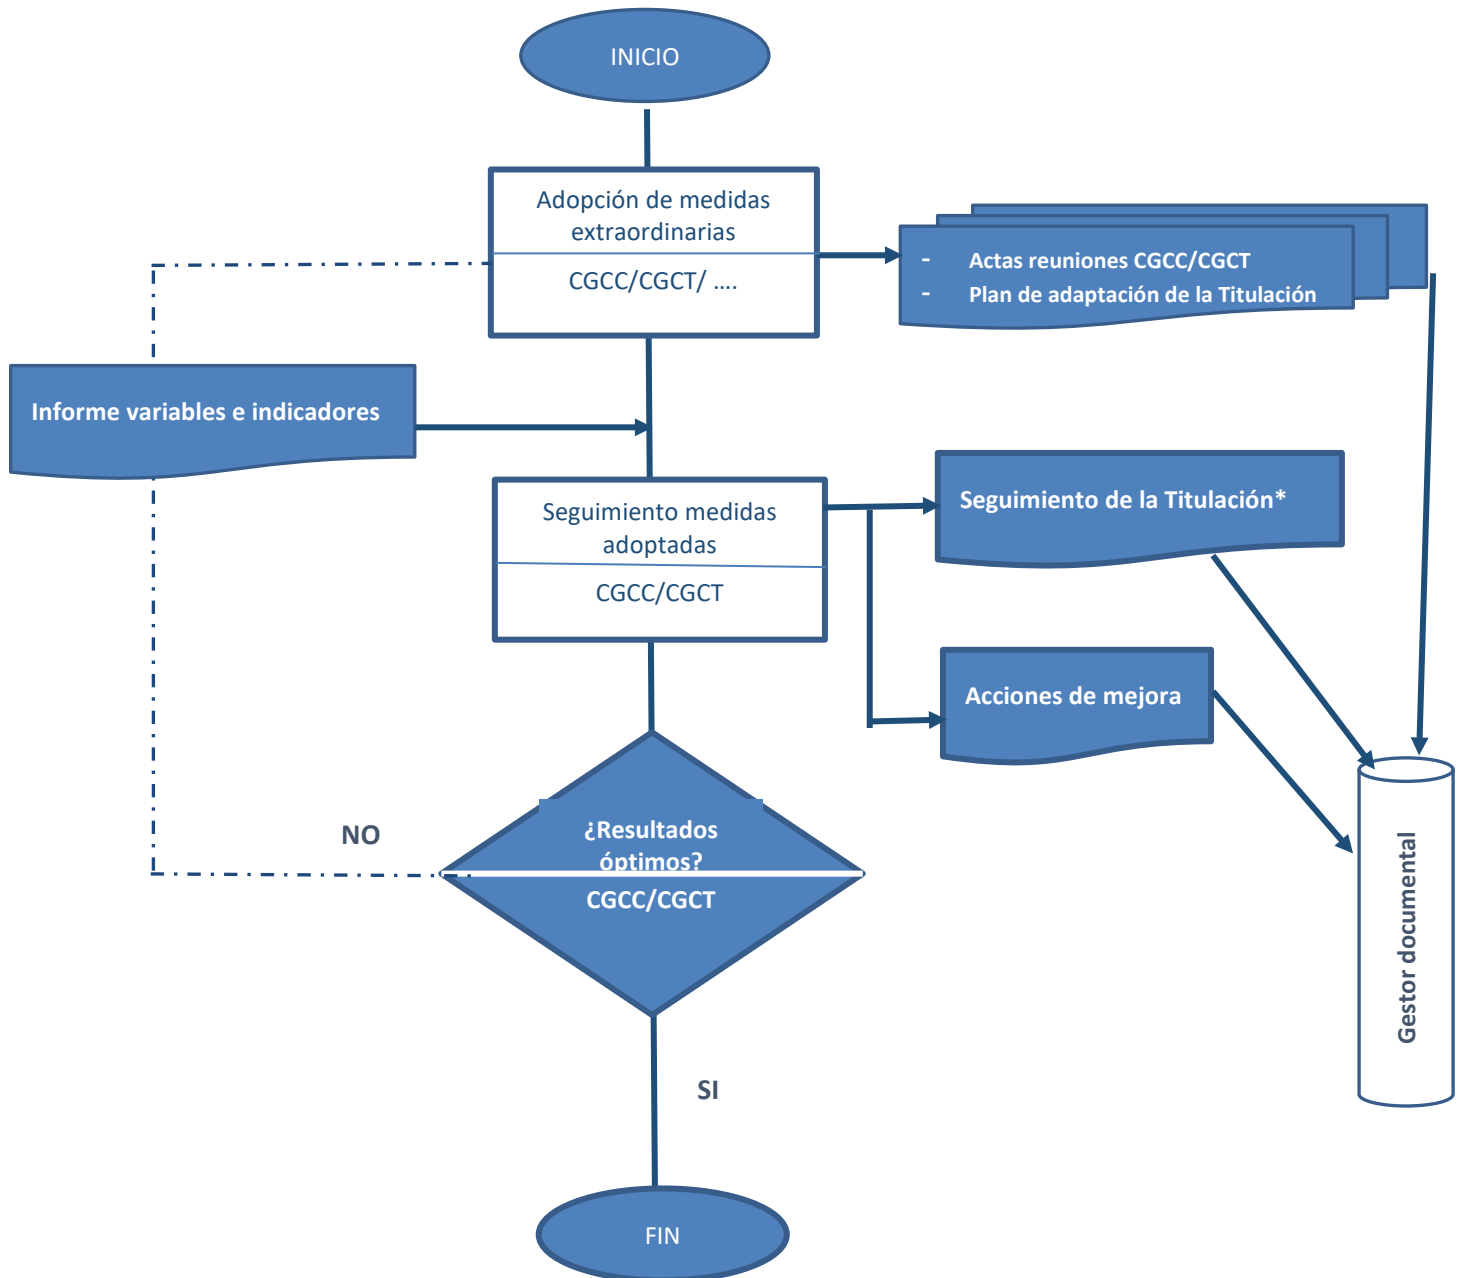 INICIO
Adopción de medidas
extraordinarias
CGCC/CGCT/ ....
- Actas reuniones CGCC/CGCT
- Plan de adaptación de la Titulación
Informe variables e indicadores
Seguimiento medidas
adoptadas
CGCC/CGCT
Seguimiento de la Titulación*
Acciones de mejora
¿Resultados
óptimos?
CGCC/CGCT
NO
Gestor documental
SI
FIN